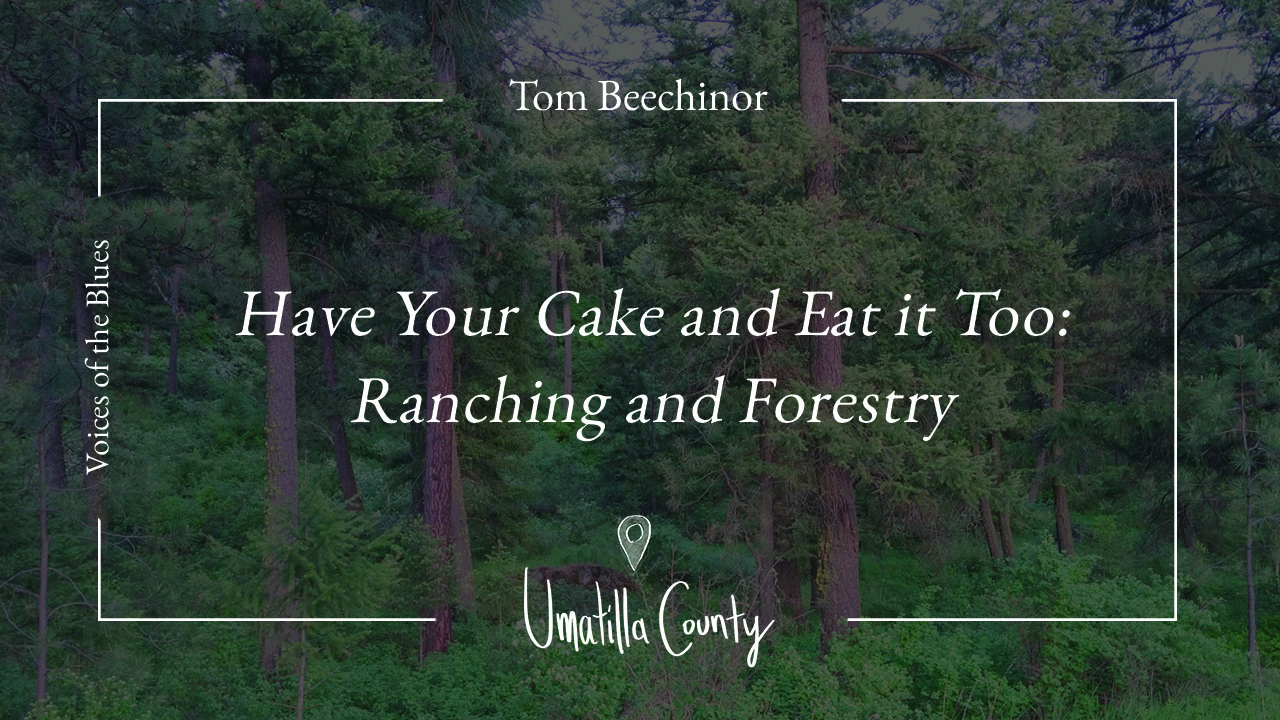 Tom Beechinor
Voices of the Blues
Have Your Cake and Eat it Too:
Ranching and Forestry
Umatilla County